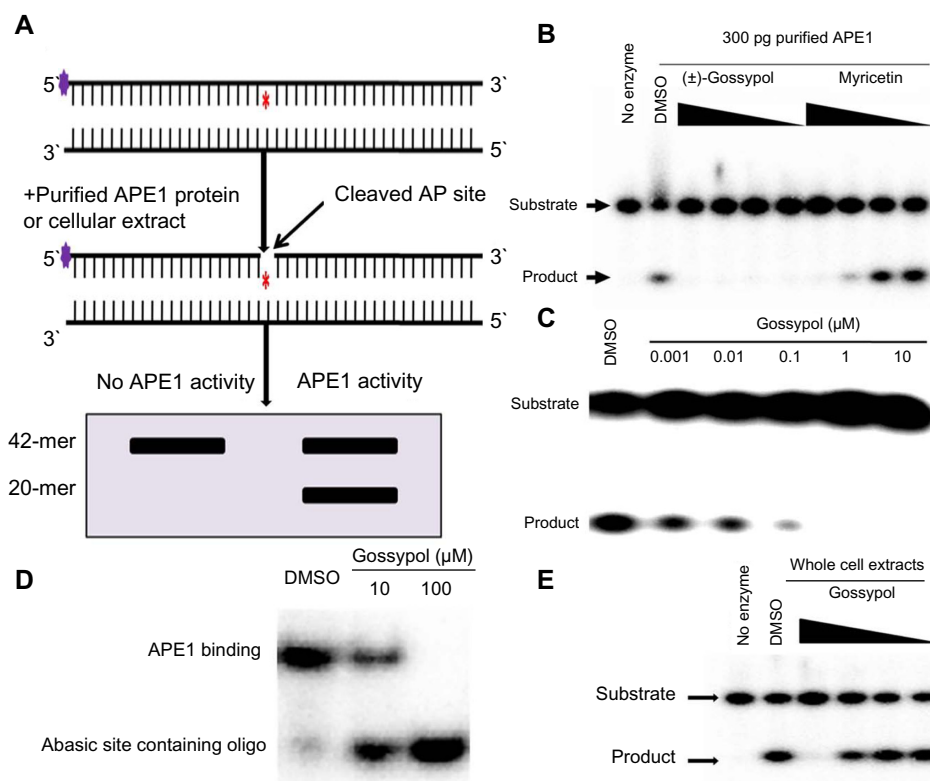 A
5` 3`
3` 5`
+Purified APE1 protein
or cellular extract
Cleaved AP site
5` 3`
3` 5`
No APE1 activity APE1 activity
42-mer
20-mer
B
300 pg purified APE1
No enzyme
DMSO
(±)-Gossypol Myricetin
Substrate
Product
C
DMSO
Gossypol (µM)
0.001 0.01 0.1 1 10
Substrate
Product
D
DMSO
Gossypol (µM)
10 100
APE1 binding
Abasic site containing oligo
E
No enzyme
DMSO
Whole cell extracts
Gossypol
Substrate
Product